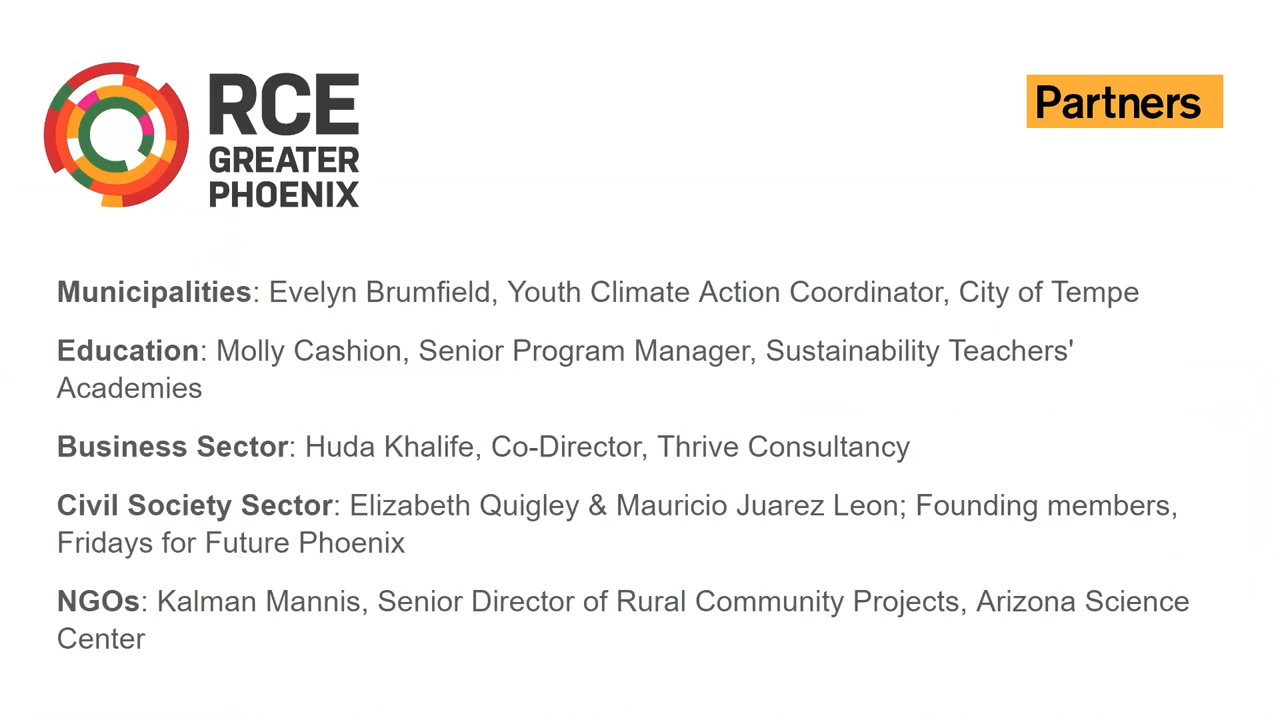 RCE
GREATER
PHOENIX
Partners
Municipalities: Evelyn Brumfield, Youth Climate Action Coordinator, City of Tempe
Education: Molly Cashion, Senior Program Manager, Sustainability Teachers'
Academies
Business Sector: Huda Khalife, Co-Director, Thrive Consultancy
Civil Society Sector: Elizabeth Quigley & Mauricio Juarez Leon; Founding members,
Fridays for Future Phoenix
NGOs: Kalman Mannis, Senior Director of Rural Community Projects, Arizona Science
Center